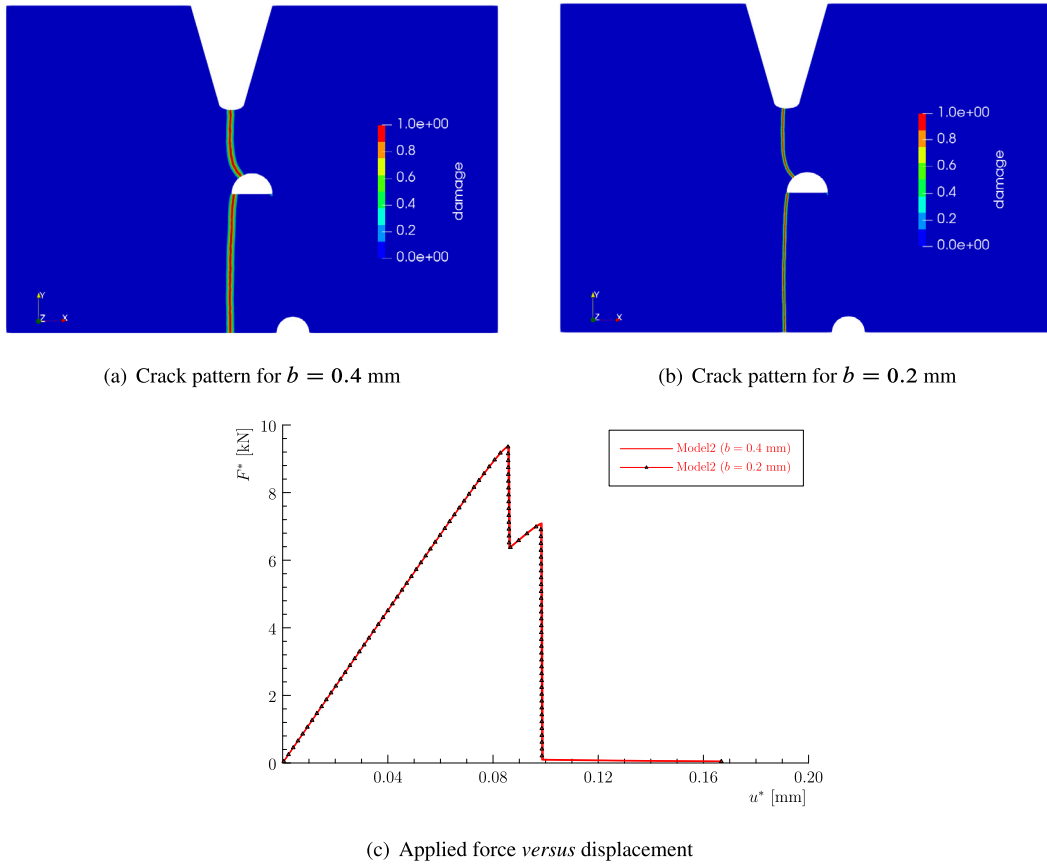 1.0e+00
0.8
0.6
0.4
0.2
0.0e+00
damage
Y
Z X
1.0e+00
0.8
0.6
0.4
0.2
0.0e+00
damage
Y
Z X
(a) Crack pattern for b = 0.4 mm
(b) Crack pattern for b = 0.2 mm
10
8
6
4
2
0
F* [kN]
Model2 (b = 0.4 mm)
Model2 (b = 0.2 mm)
0.04 0.08 0.12 0.16 0.20
u* [mm]
(c) Applied force versus displacement